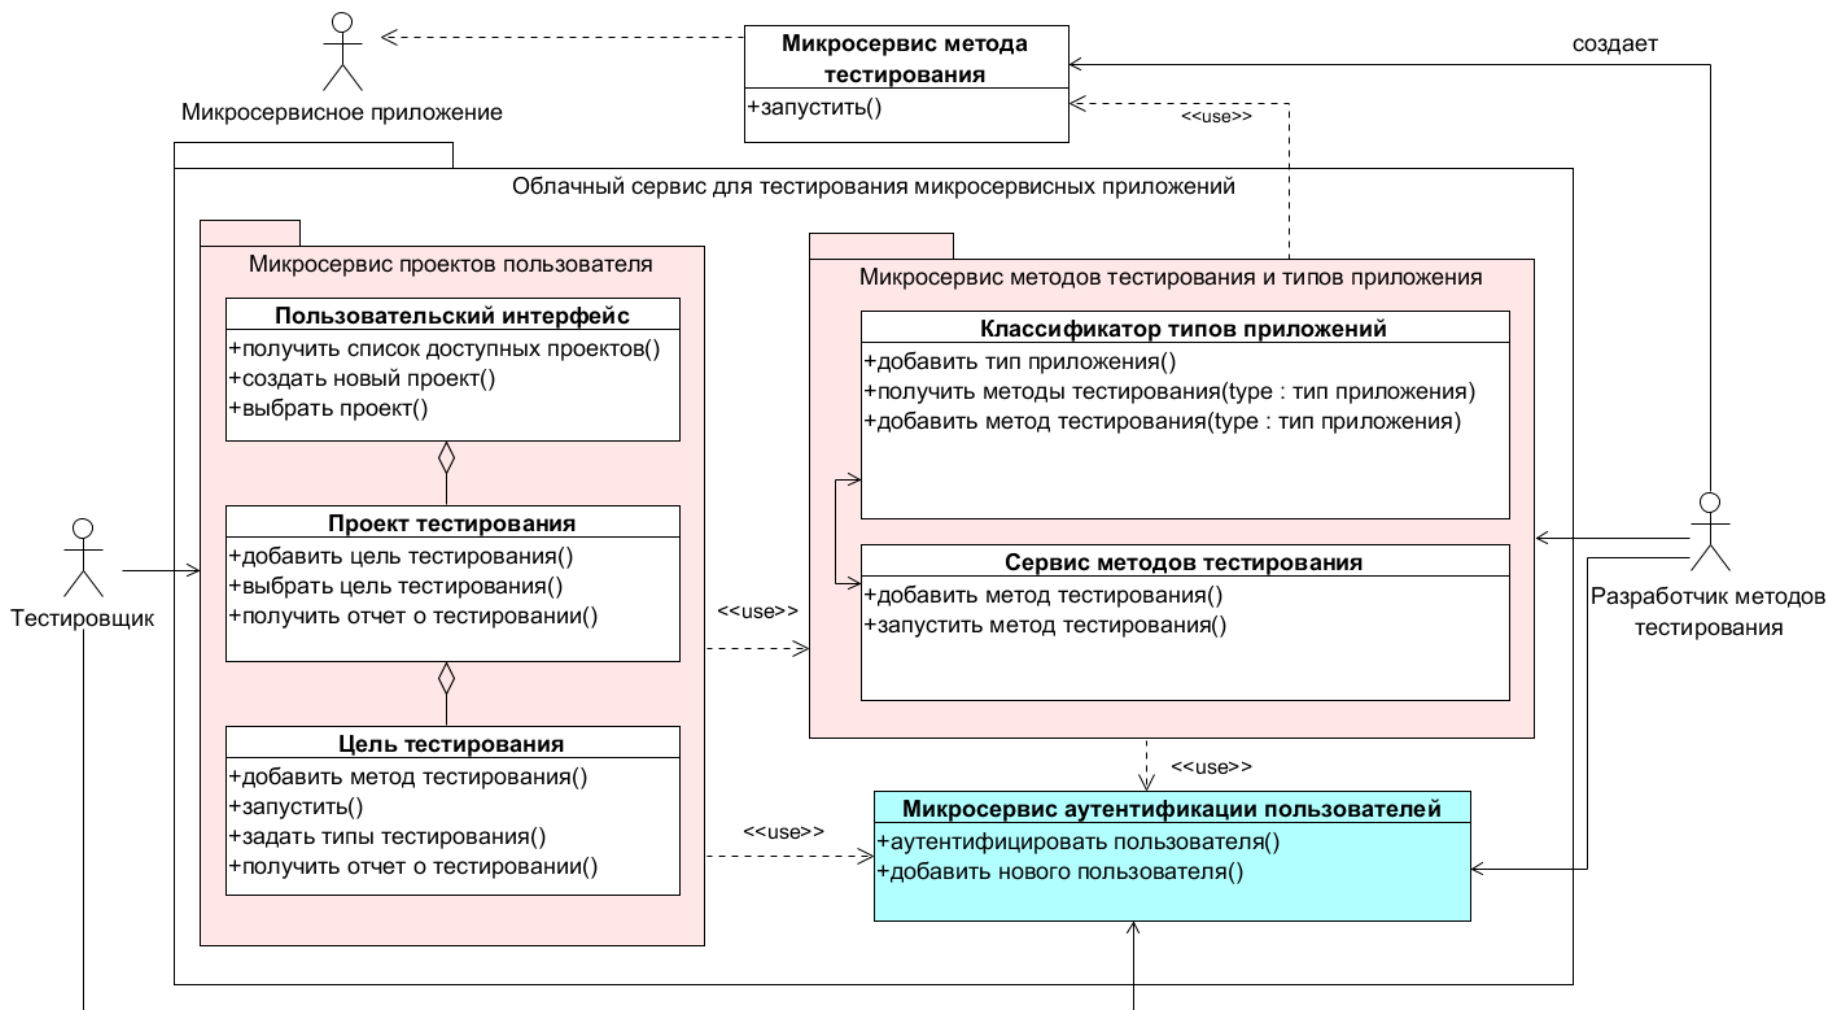 Микросервисное приложение
Микросервис метода
тестирования
+запустить()
создает
<<use>>
Облачный сервис для тестирования микросервисных приложений
Микросервис проектов пользователя
Пользовательский интерфейс
+получить список доступных проектов()
+создать новый проект()
+выбрать проект()
Проект тестирования
+добавить цель тестирования()
+выбрать цель тестирования()
+получить отчет о тестировании()
Цель тестирования
+добавить метод тестирования()
+запустить()
+задать типы тестирования()
+получить отчет о тестировании()
Тестировщик
<<use>>
<<use>>
Микросервис методов тестирования и типов приложения
Классификатор типов приложений
+добавить тип приложения()
+получить методы тестирования(type : тип приложения)
+добавить метод тестирования(type : тип приложения)
Сервис методов тестирования
+добавить метод тестирования()
+запустить метод тестирования()
<<use>>
Микросервис аутентификации пользователей
+аутентифицировать пользователя()
+добавить нового пользователя()
Разработчик методов
тестирования